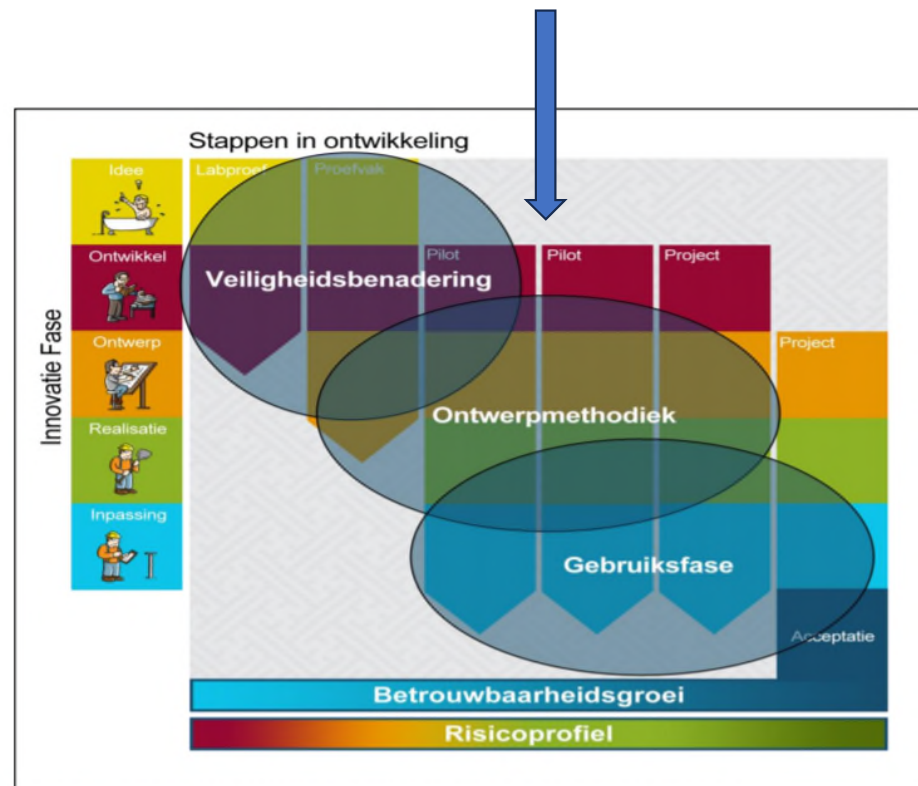 Stappen in ontwikkeling
Idee
Labproef
Proefvak
Ontwikkel
Pilot
Pilot
Project
Veiligheidsbenadering
Ontwerp
Project
Ontwerpmethodiek
Realisatie
Inpassing
Gebruiksfase
Acceptatie
Innovatie Fase
Betrouwbaarheidsgroei
Risicoprofiel